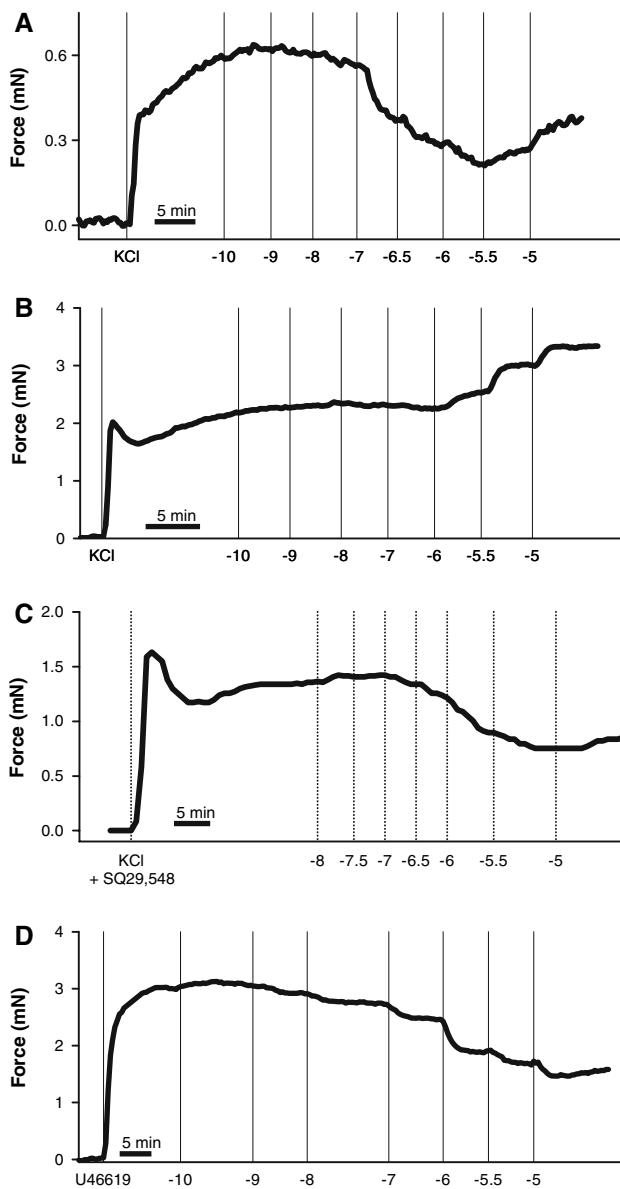 A
Force (mN)
0.6
0.3
0.0
5 min
KCl -10 -9 -8 -7 -6.5 -6 -5.5 -5
B
Force (mN)
4
3
2
1
0
5 min
KCl -10 -9 -8 -7 -6 -5.5 -5
C
Force (mN)
2.0
1.5
1.0
0.5
0.0
5 min
KCl -8 -7.5 -7 -6.5 -6 -5.5 -5
+ SQ29,548
D
Force (mN)
4
3
2
1
0
5 min
U46619 -10 -9 -8 -7 -6 -5.5 -5